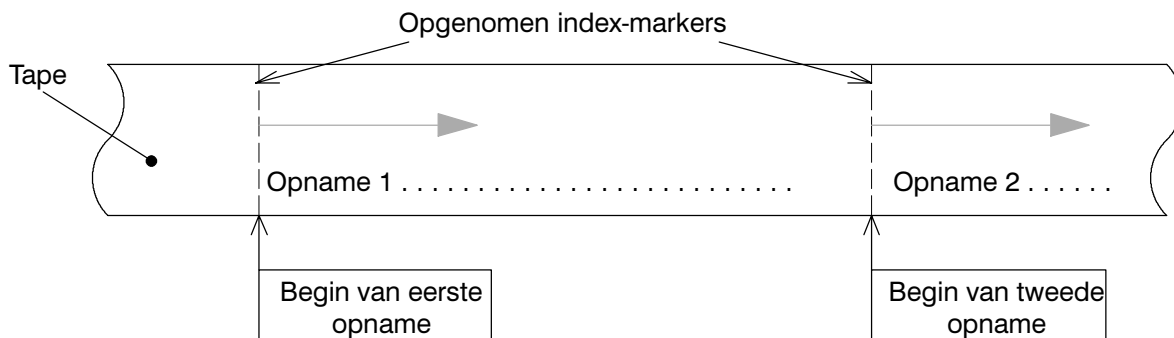 Opgenomen index-markers
Tape
Opname 1 . . . . . . . . . . . . . . . . . . . . . . . . . . . .
Opname 2 . . . . . .
Begin van eerste
opname
Begin van tweede
opname